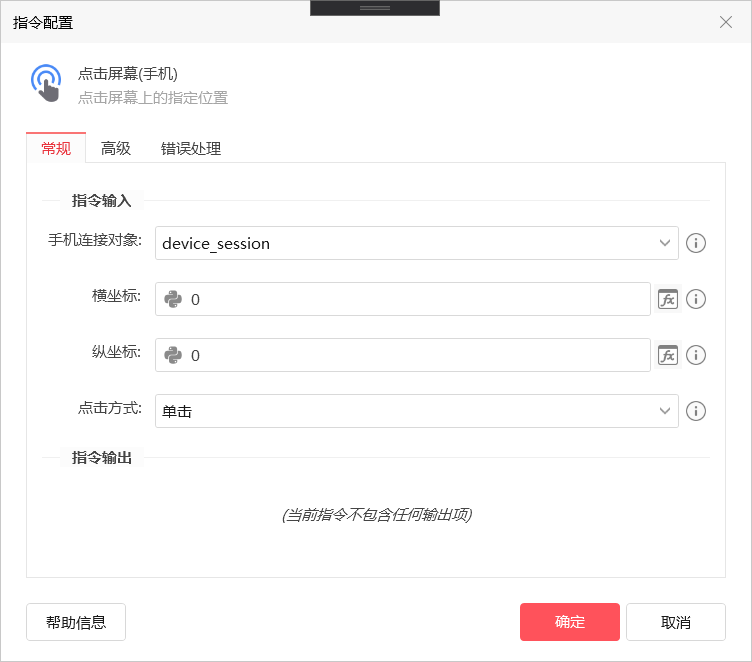 指令配置
点击屏幕(手机)
点击屏幕上的指定位置
常规 高级 错误处理
指令输入
手机连接对象: device_session
横坐标: 0 fx
纵坐标: 0 fx
点击方式: 单击
指令输出
(当前指令不包含任何输出项)
帮助信息 确定 取消